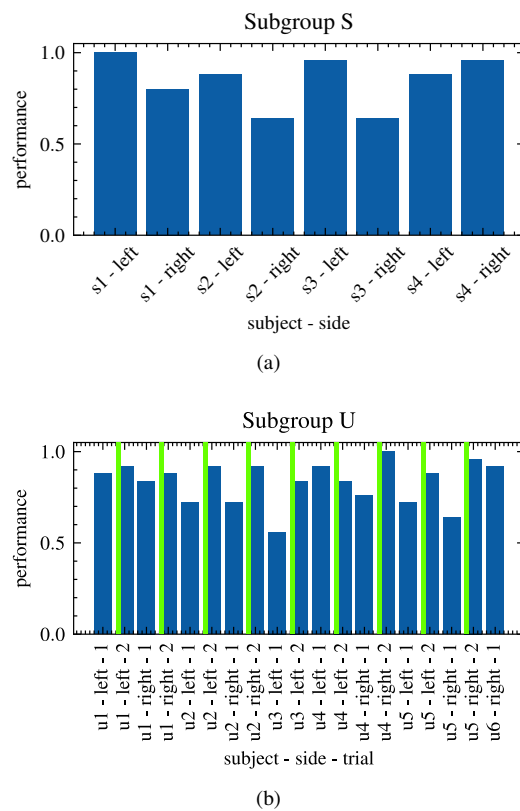 Subgroup S
1.0
0.5
0.0
performance
s1 - left
s1 - right
s2 - left
s2 - right
s3 - left
s3 - right
s4 - left
s4 - right
subject - side
(a)
Subgroup U
1.0
0.5
0.0
performance
u1 - left - 1
u1 - left - 2
u1 - right - 1
u1 - right - 2
u2 - left - 1
u2 - left - 2
u2 - right - 1
u2 - right - 2
u3 - left - 1
u3 - left - 2
u4 - left - 1
u4 - left - 2
u4 - right - 1
u4 - right - 2
u5 - left - 1
u5 - left - 2
u5 - right - 1
u5 - right - 2
u6 - right - 1
subject - side - trial
(b)